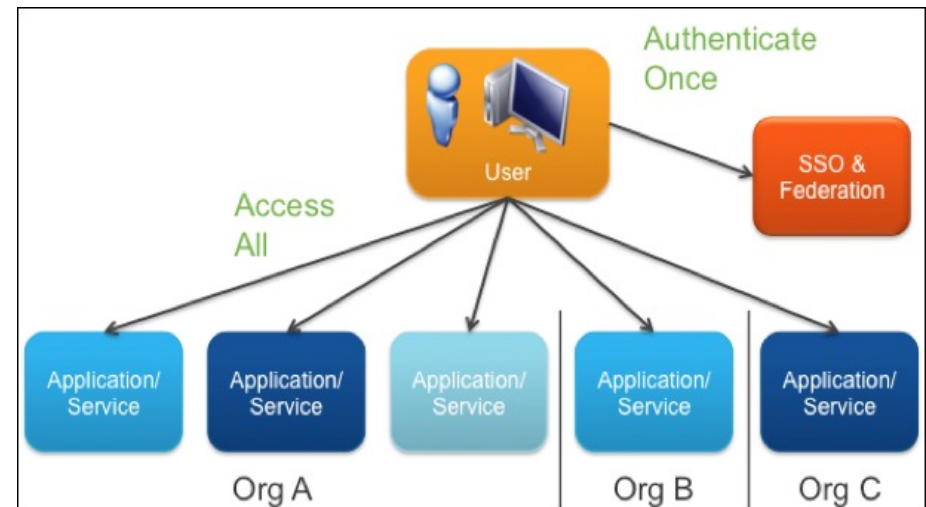 Authenticate
Once
User
SSO &
Federation
Access
All
Application/
Service
Application/
Service
Application/
Service
Application/
Service
Application/
Service
Org A
Org B
Org C